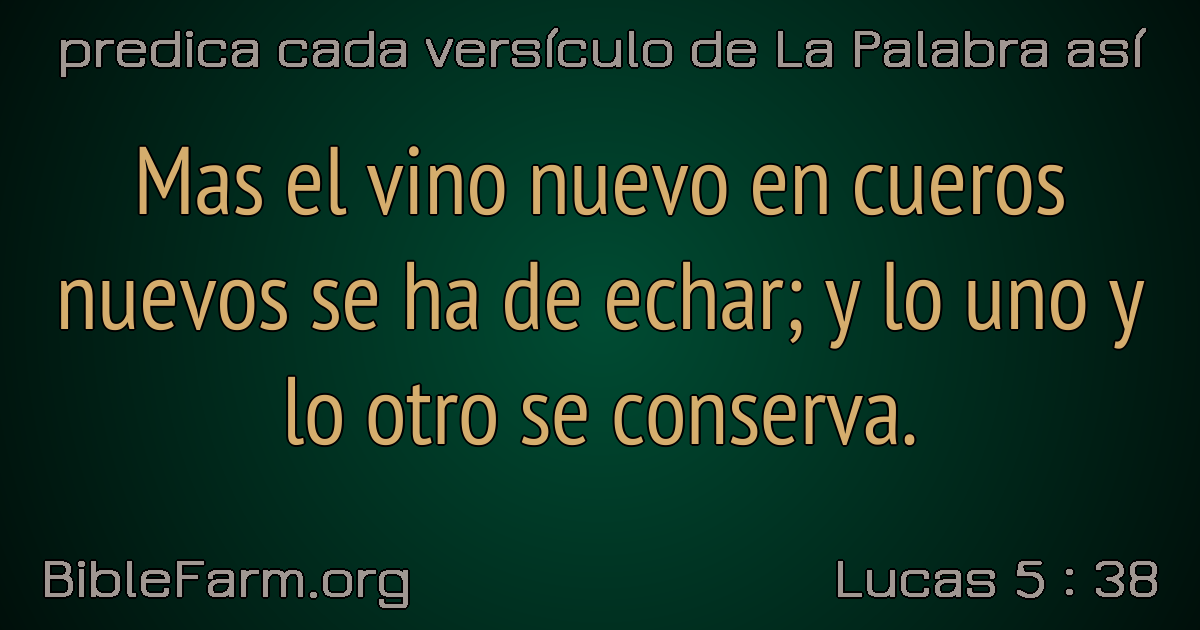 predica cada versículo de La Palabra así
Mas el vino nuevo en cueros
nuevos se ha de echar; y lo uno y
lo otro se conserva.
BibleFarm.org
Lucas 5 : 38